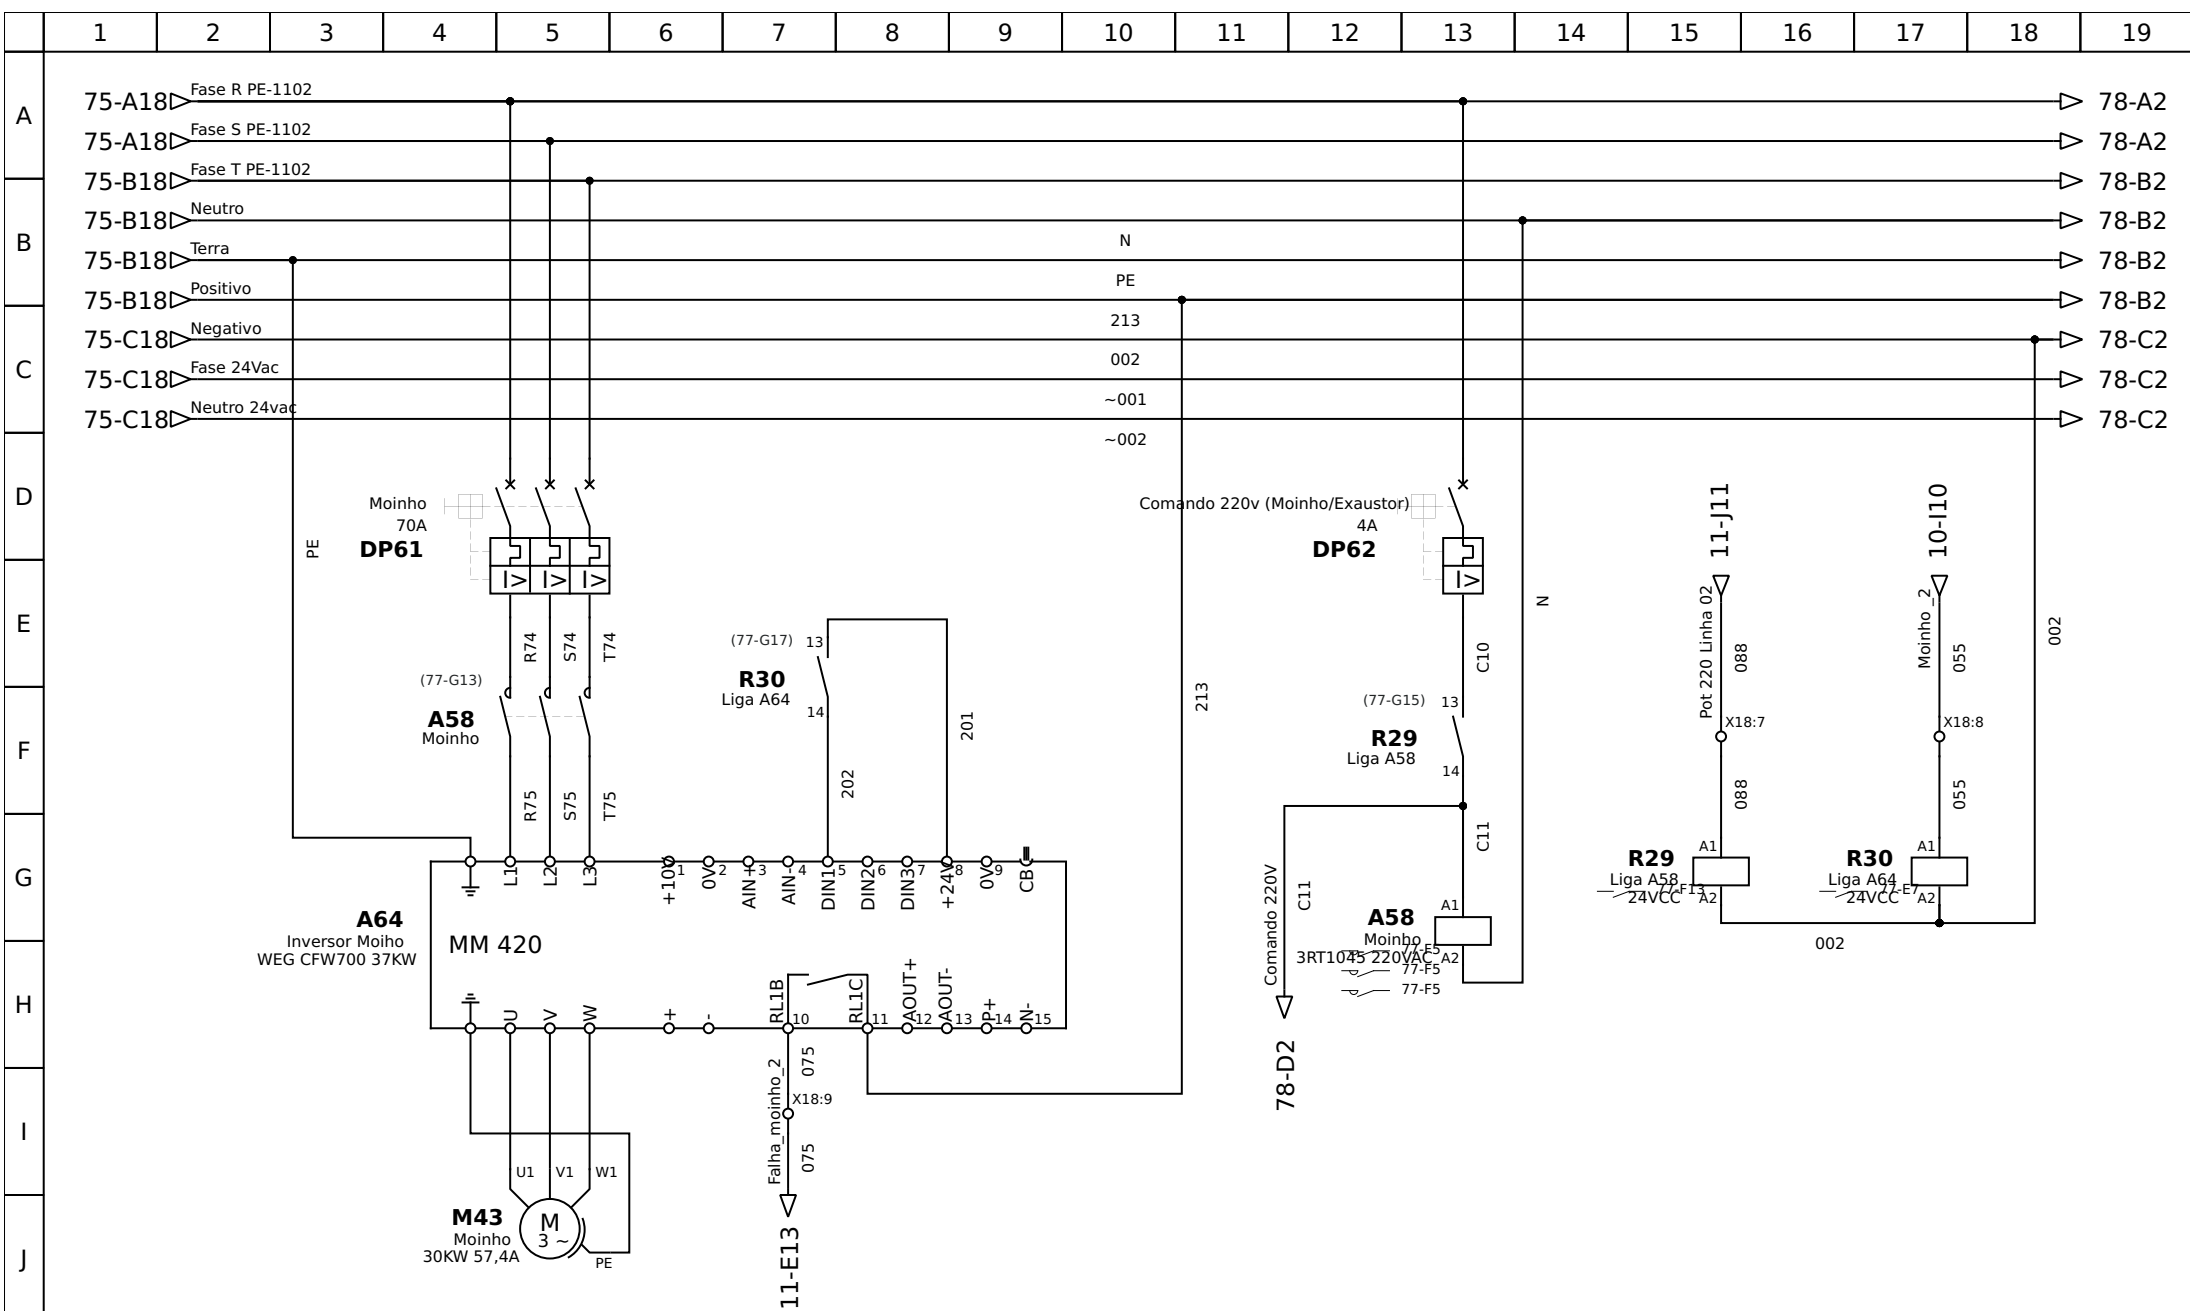 1 2 3 4 5 6 7 8 9 10 11 12 13 14 15 16 17 18 19
A
B
C
D
E
F
G
H
I
J
75-A18 Fase R PE-1102 78-A2
75-A18 Fase S PE-1102 78-A2
75-B18 Fase T PE-1102 78-B2
75-B18 Neutro 78-B2
N
75-B18 Terra 78-B2
PE
75-B18 Positivo 78-B2
213
75-C18 Negativo 78-C2
002
75-C18 Fase 24Vac 78-C2
~001
75-C18 Neutro 24vac 78-C2
~002
PE
Moinho
70A
DP61
I> I> I>
R74 S74 T74
(77-G13)
A58
Moinho
R75 S75 T75
(77-G17) 13
R30
Liga A64
14
202
201
213
Comando 220v (Moinho/Exaustor)
4A
DP62
I>
C10
N
(77-G15) 13
R29
Liga A58
14
C11
Comando 220V
C11
78-D2
A1
A58
Moinho
3RT1045 220VAC A2
77-F5
77-F5
77-F5
11-J11
Pot 220 Linha 02
088
X18:7
088
A1
R29
Liga A58
77-F13
24VCC A2
10-I10
Moinho _2
055
X18:8
055
A1
R30
Liga A64
77-E7
24VCC A2
002
002
L1 L2 L3 +10V 1 0V 2 AIN+ 3 AIN- 4 DIN1 5 DIN2 6 DIN3 7 +24V 8 0V 9 CB
A64
Inversor Moiho
WEG CFW700 37KW
MM 420
U V W + - RL1B 10 RL1C 11 AOUT+ 12 AOUT- 13 P+ 14 N- 15
075
Falha_moinho_2
X18:9
075
11-E13
U1 V1 W1
M43
Moinho
30KW 57,4A
M
3 ~
PE